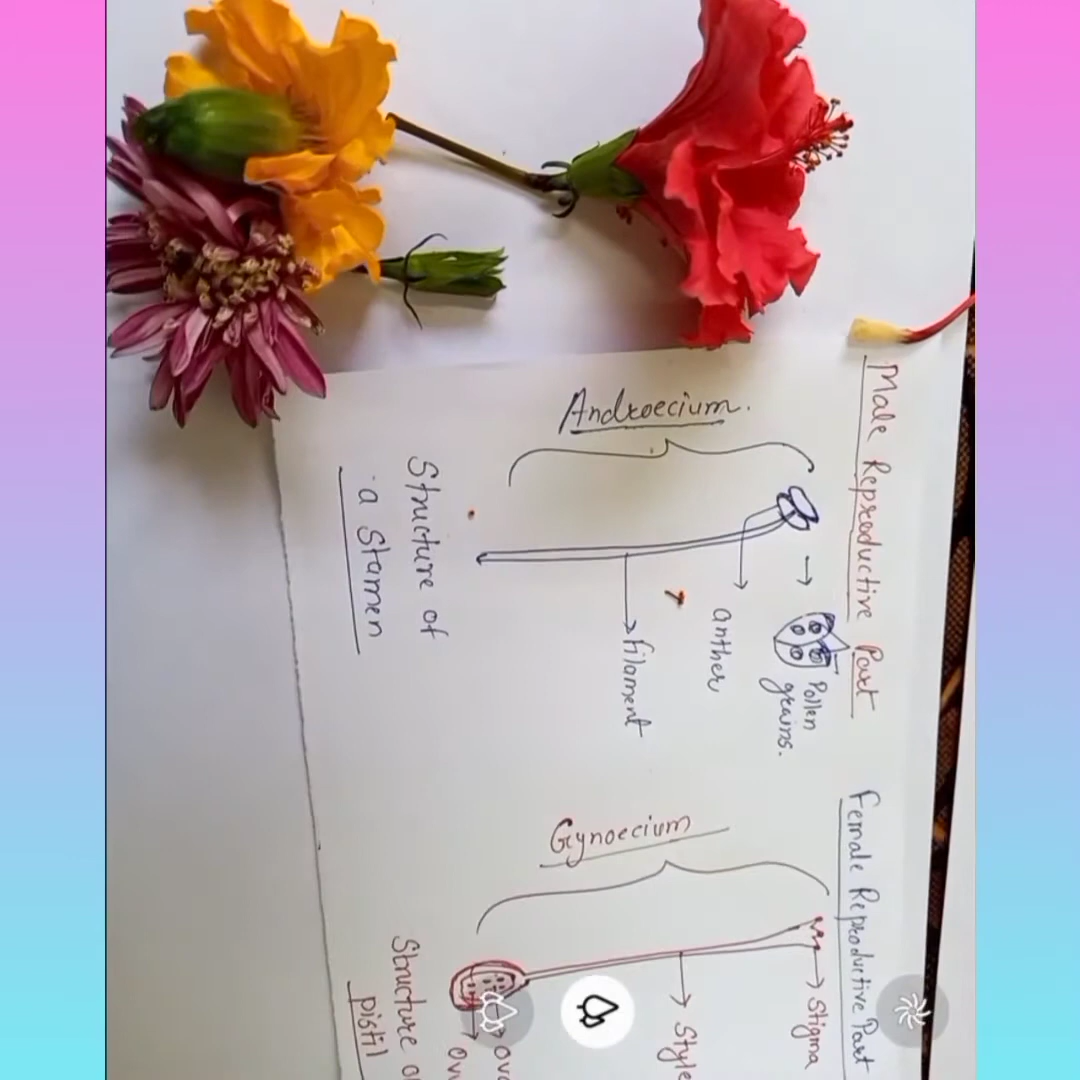 Male Reproductive Part
Androecium.
Pollen
grains.
anther
filament
Structure of
a Stamen
Female Reproductive Part
Gynoecium
Stigma
Style
Structure
pistil